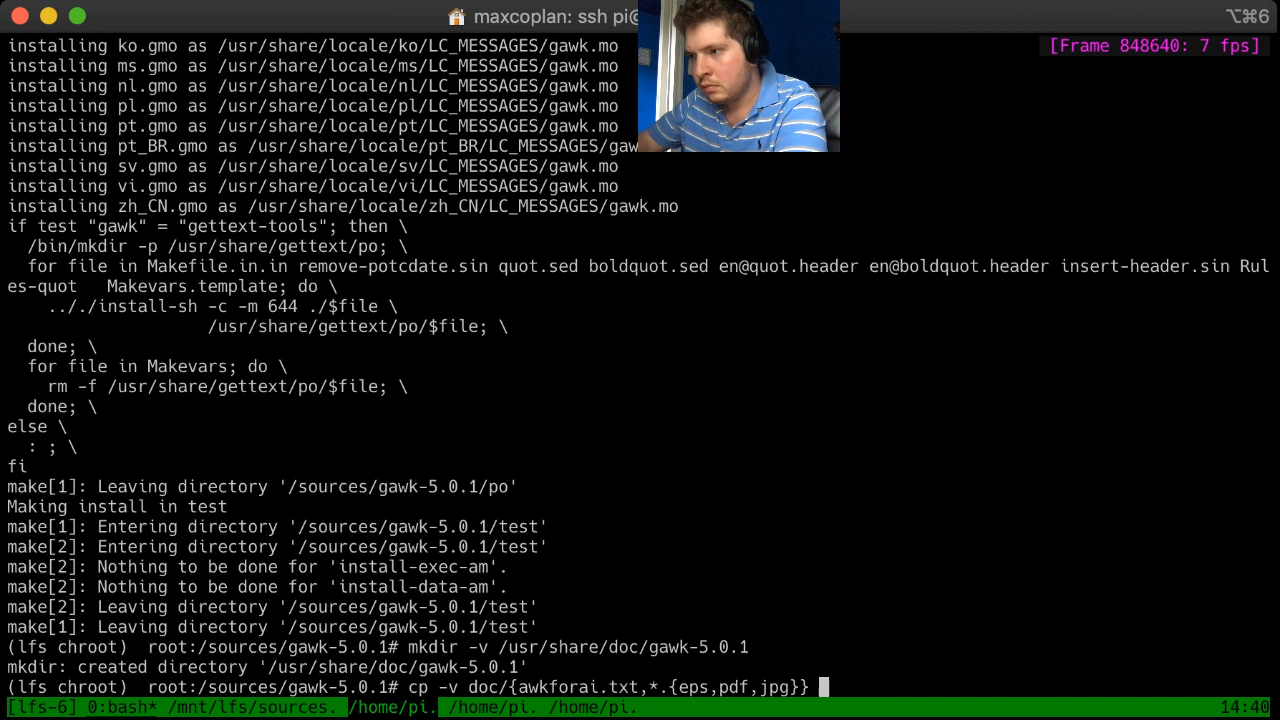 maxcoplan: ssh pi@
⌥⌘6
installing ko.gmo as /usr/share/locale/ko/LC_MESSAGES/gawk.mo
[Frame 848640: 7 fps]
installing ms.gmo as /usr/share/locale/ms/LC_MESSAGES/gawk.mo
installing nl.gmo as /usr/share/locale/nl/LC_MESSAGES/gawk.mo
installing pl.gmo as /usr/share/locale/pl/LC_MESSAGES/gawk.mo
installing pt.gmo as /usr/share/locale/pt/LC_MESSAGES/gawk.mo
installing pt_BR.gmo as /usr/share/locale/pt_BR/LC_MESSAGES/gaw
installing sv.gmo as /usr/share/locale/sv/LC_MESSAGES/gawk.mo
installing vi.gmo as /usr/share/locale/vi/LC_MESSAGES/gawk.mo
installing zh_CN.gmo as /usr/share/locale/zh_CN/LC_MESSAGES/gawk.mo
if test "gawk" = "gettext-tools"; then \
  /bin/mkdir -p /usr/share/gettext/po; \
  for file in Makefile.in.in remove-potcdate.sin quot.sed boldquot.sed en@quot.header en@boldquot.header insert-header.sin Rul
es-quot   Makevars.template; do \
    .././install-sh -c -m 644 ./$file \
                    /usr/share/gettext/po/$file; \
  done; \
  for file in Makevars; do \
    rm -f /usr/share/gettext/po/$file; \
  done; \
else \
  : ; \
fi
make[1]: Leaving directory '/sources/gawk-5.0.1/po'
Making install in test
make[1]: Entering directory '/sources/gawk-5.0.1/test'
make[2]: Entering directory '/sources/gawk-5.0.1/test'
make[2]: Nothing to be done for 'install-exec-am'.
make[2]: Nothing to be done for 'install-data-am'.
make[2]: Leaving directory '/sources/gawk-5.0.1/test'
make[1]: Leaving directory '/sources/gawk-5.0.1/test'
(lfs chroot)  root:/sources/gawk-5.0.1# mkdir -v /usr/share/doc/gawk-5.0.1
mkdir: created directory '/usr/share/doc/gawk-5.0.1'
(lfs chroot)  root:/sources/gawk-5.0.1# cp -v doc/{awkforai.txt,*.{eps,pdf,jpg}}
[lfs-6] 0:bash* /mnt/lfs/sources. /home/pi. /home/pi. /home/pi.
14:40